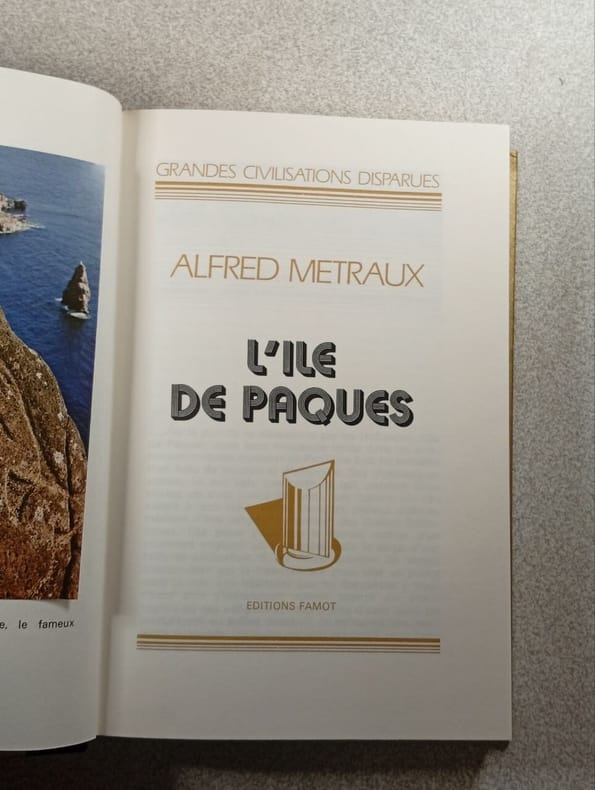 e, le fameux
GRANDES CIVILISATIONS DISPARUES
ALFRED METRAUX
L'ILE
DE PAQUES
EDITIONS FAMOT